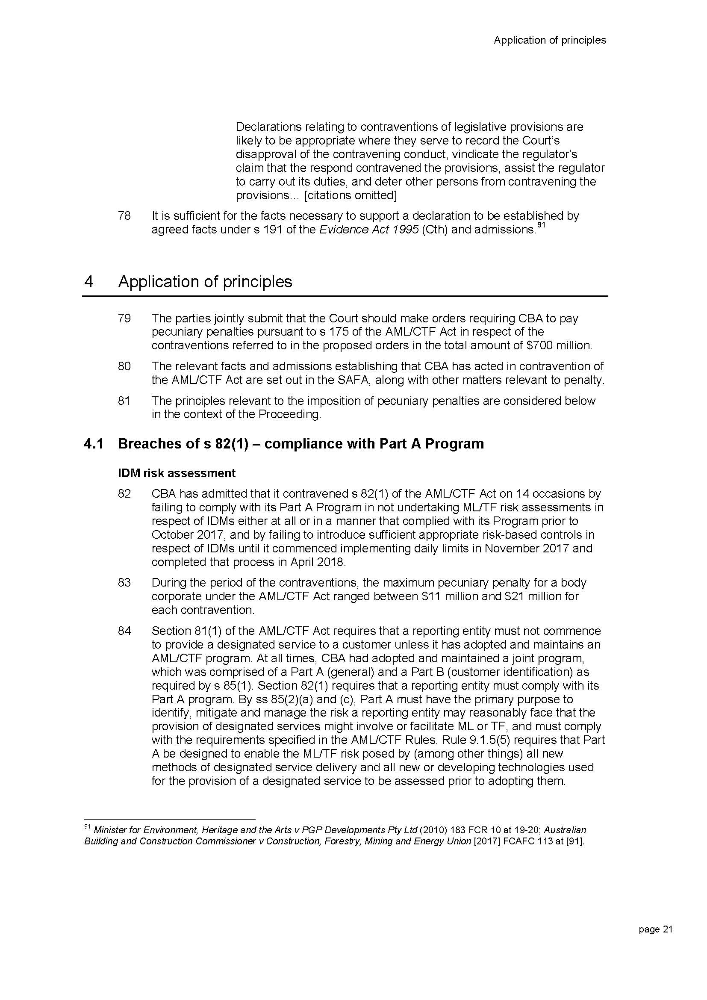 Application of principles
Declarations relating to contraventions of legislative provisions are
likely to be appropriate where they serve to record the Court's
disapproval of the contravening conduct, vindicate the regulator's
claim that the respond contravened the provisions, assist the regulator
to carry out its duties, and deter other persons from contravening the
provisions... [citations omitted]
78 It is sufficient for the facts necessary to support a declaration to be established by
agreed facts under s 191 of the Evidence Act 1995 (Cth) and admissions.91
4 Application of principles
79 The parties jointly submit that the Court should make orders requiring CBA to pay
pecuniary penalties pursuant to s 175 of the AML/CTF Act in respect of the
contraventions referred to in the proposed orders in the total amount of $700 million.
80 The relevant facts and admissions establishing that CBA has acted in contravention of
the AML/CTF Act are set out in the SAFA, along with other matters relevant to penalty.
81 The principles relevant to the imposition of pecuniary penalties are considered below
in the context of the Proceeding.
4.1 Breaches of s 82(1) – compliance with Part A Program
IDM risk assessment
82 CBA has admitted that it contravened s 82(1) of the AML/CTF Act on 14 occasions by
failing to comply with its Part A Program in not undertaking ML/TF risk assessments in
respect of IDMs either at all or in a manner that complied with its Program prior to
October 2017, and by failing to introduce sufficient appropriate risk-based controls in
respect of IDMs until it commenced implementing daily limits in November 2017 and
completed that process in April 2018.
83 During the period of the contraventions, the maximum pecuniary penalty for a body
corporate under the AML/CTF Act ranged between $11 million and $21 million for
each contravention.
84 Section 81(1) of the AML/CTF Act requires that a reporting entity must not commence
to provide a designated service to a customer unless it has adopted and maintains an
AML/CTF program. At all times, CBA had adopted and maintained a joint program,
which was comprised of a Part A (general) and a Part B (customer identification) as
required by s 85(1). Section 82(1) requires that a reporting entity must comply with its
Part A program. By ss 85(2)(a) and (c), Part A must have the primary purpose to
identify, mitigate and manage the risk a reporting entity may reasonably face that the
provision of designated services might involve or facilitate ML or TF, and must comply
with the requirements specified in the AML/CTF Rules. Rule 9.1.5(5) requires that Part
A be designed to enable the ML/TF risk posed by (among other things) all new
methods of designated service delivery and all new or developing technologies used
for the provision of a designated service to be assessed prior to adopting them.
91 Minister for Environment, Heritage and the Arts v PGP Developments Pty Ltd (2010) 183 FCR 10 at 19-20; Australian
Building and Construction Commissioner v Construction, Forestry, Mining and Energy Union [2017] FCAFC 113 at [91].
page 21